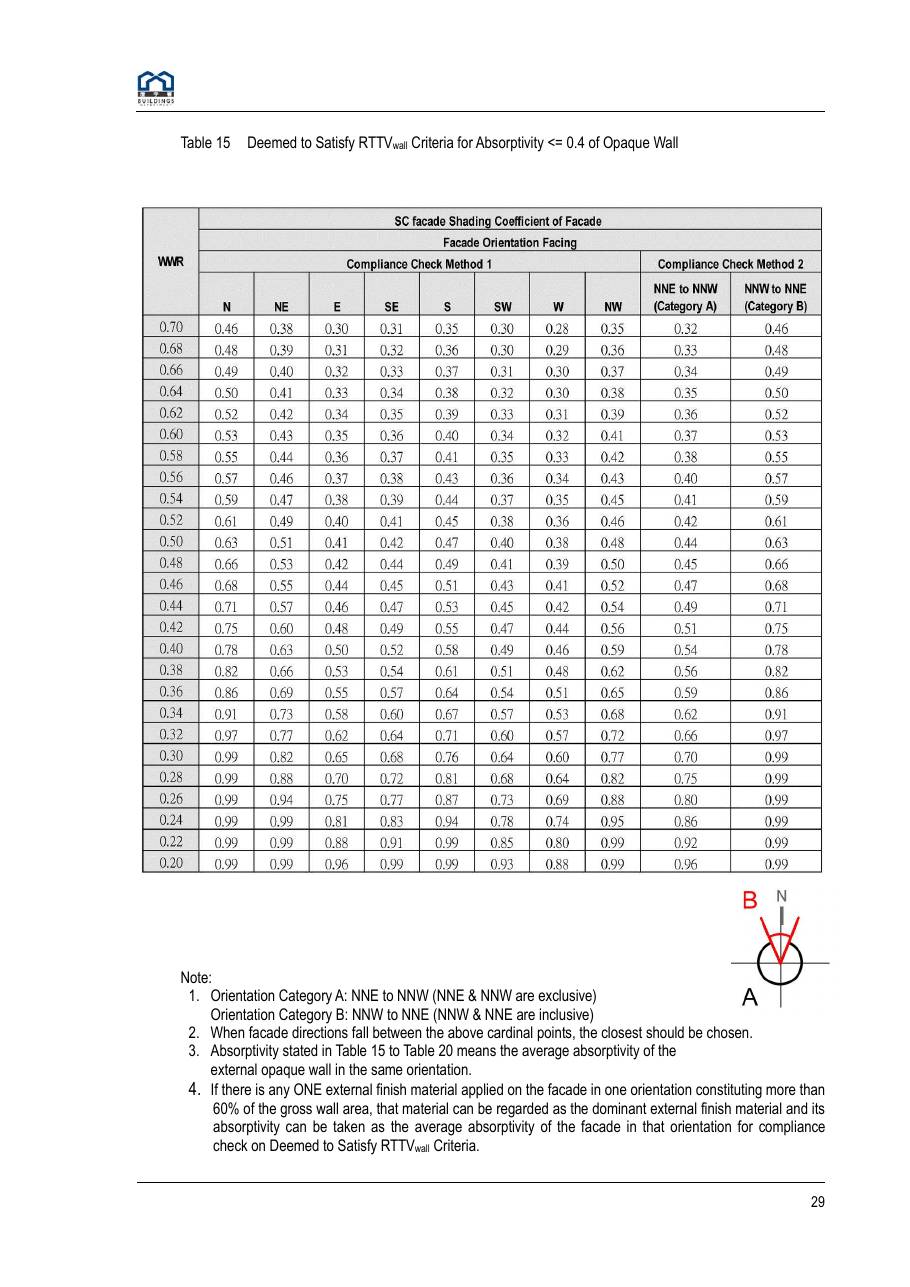 BUILDINGS
Table 15 Deemed to Satisfy RTTVwall Criteria for Absorptivity <= 0.4 of Opaque Wall
SC facade Shading Coefficient of Facade
Facade Orientation Facing
WWR Compliance Check Method 1 Compliance Check Method 2
N NE E SE S SW W NW NNE to NNW (Category A) NNW to NNE (Category B)
0.70 0.46 0.38 0.30 0.31 0.35 0.30 0.28 0.35 0.32 0.46
0.68 0.48 0.39 0.31 0.32 0.36 0.30 0.29 0.36 0.33 0.48
0.66 0.49 0.40 0.32 0.33 0.37 0.31 0.30 0.37 0.34 0.49
0.64 0.50 0.41 0.33 0.34 0.38 0.32 0.30 0.38 0.35 0.50
0.62 0.52 0.42 0.34 0.35 0.39 0.33 0.31 0.39 0.36 0.52
0.60 0.53 0.43 0.35 0.36 0.40 0.34 0.32 0.41 0.37 0.53
0.58 0.55 0.44 0.36 0.37 0.41 0.35 0.33 0.42 0.38 0.55
0.56 0.57 0.46 0.37 0.38 0.43 0.36 0.34 0.43 0.40 0.57
0.54 0.59 0.47 0.38 0.39 0.44 0.37 0.35 0.45 0.41 0.59
0.52 0.61 0.49 0.40 0.41 0.45 0.38 0.36 0.46 0.42 0.61
0.50 0.63 0.51 0.41 0.42 0.47 0.40 0.38 0.48 0.44 0.63
0.48 0.66 0.53 0.42 0.44 0.49 0.41 0.39 0.50 0.45 0.66
0.46 0.68 0.55 0.44 0.45 0.51 0.43 0.41 0.52 0.47 0.68
0.44 0.71 0.57 0.46 0.47 0.53 0.45 0.42 0.54 0.49 0.71
0.42 0.75 0.60 0.48 0.49 0.55 0.47 0.44 0.56 0.51 0.75
0.40 0.78 0.63 0.50 0.52 0.58 0.49 0.46 0.59 0.54 0.78
0.38 0.82 0.66 0.53 0.54 0.61 0.51 0.48 0.62 0.56 0.82
0.36 0.86 0.69 0.55 0.57 0.64 0.54 0.51 0.65 0.59 0.86
0.34 0.91 0.73 0.58 0.60 0.67 0.57 0.53 0.68 0.62 0.91
0.32 0.97 0.77 0.62 0.64 0.71 0.60 0.57 0.72 0.66 0.97
0.30 0.99 0.82 0.65 0.68 0.76 0.64 0.60 0.77 0.70 0.99
0.28 0.99 0.88 0.70 0.72 0.81 0.68 0.64 0.82 0.75 0.99
0.26 0.99 0.94 0.75 0.77 0.87 0.73 0.69 0.88 0.80 0.99
0.24 0.99 0.99 0.81 0.83 0.94 0.78 0.74 0.95 0.86 0.99
0.22 0.99 0.99 0.88 0.91 0.99 0.85 0.80 0.99 0.92 0.99
0.20 0.99 0.99 0.96 0.99 0.99 0.93 0.88 0.99 0.96 0.99
B N
A
Note:
1. Orientation Category A: NNE to NNW (NNE & NNW are exclusive)
Orientation Category B: NNW to NNE (NNW & NNE are inclusive)
2. When facade directions fall between the above cardinal points, the closest should be chosen.
3. Absorptivity stated in Table 15 to Table 20 means the average absorptivity of the
external opaque wall in the same orientation.
4. If there is any ONE external finish material applied on the facade in one orientation constituting more than
60% of the gross wall area, that material can be regarded as the dominant external finish material and its
absorptivity can be taken as the average absorptivity of the facade in that orientation for compliance
check on Deemed to Satisfy RTTVwall Criteria.
29